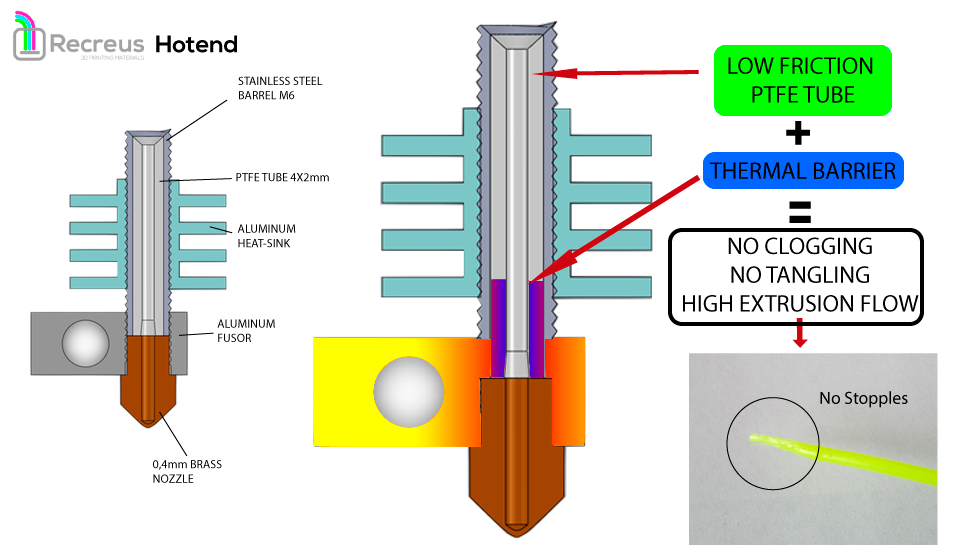 Recreus Hotend
3D PRINTING MATERIALS
STAINLESS STEEL
BARREL M6
PTFE TUBE 4X2mm
ALUMINUM
HEAT-SINK
ALUMINUM
FUSOR
0,4mm BRASS
NOZZLE
LOW FRICTION
PTFE TUBE
+
THERMAL BARRIER
=
NO CLOGGING
NO TANGLING
HIGH EXTRUSION FLOW
No Stopples